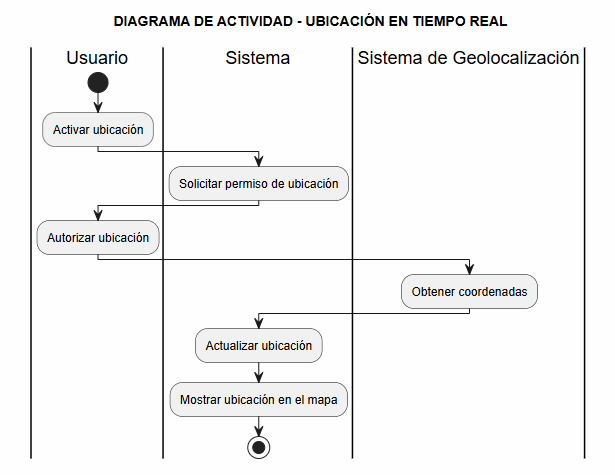 DIAGRAMA DE ACTIVIDAD - UBICACIÓN EN TIEMPO REAL
Usuario
Sistema
Sistema de Geolocalización
Activar ubicación
Solicitar permiso de ubicación
Autorizar ubicación
Obtener coordenadas
Actualizar ubicación
Mostrar ubicación en el mapa